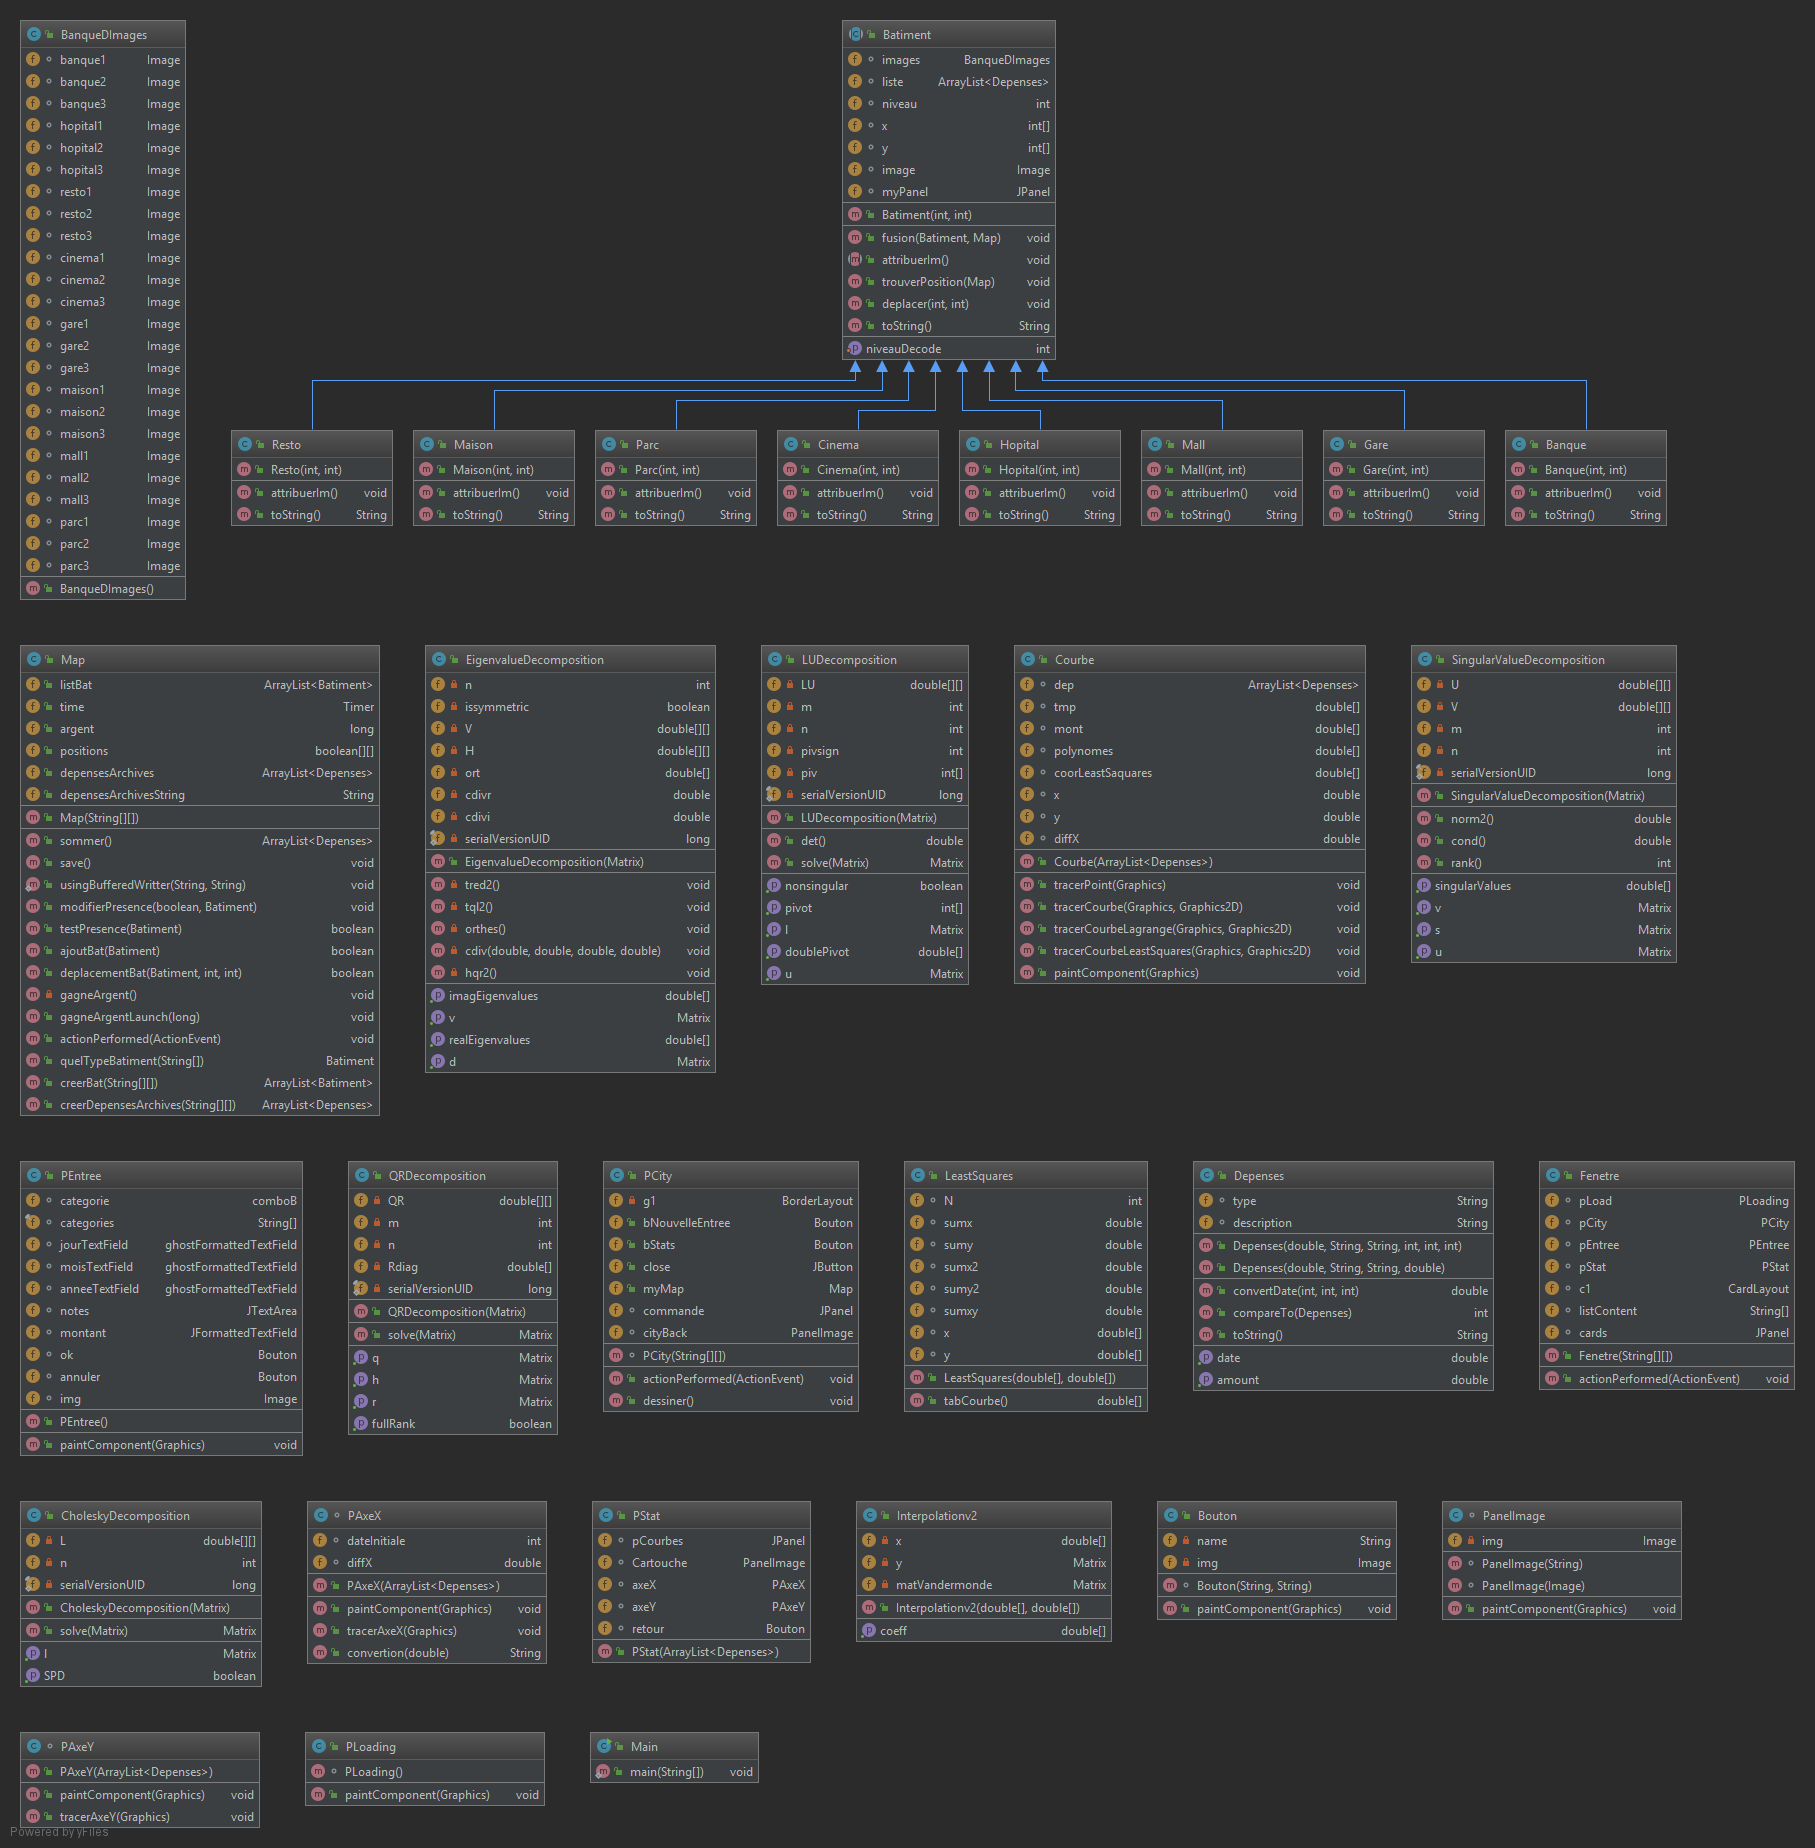 BanqueDImages
banque1 Image
banque2 Image
banque3 Image
hopital1 Image
hopital2 Image
hopital3 Image
resto1 Image
resto2 Image
resto3 Image
cinema1 Image
cinema2 Image
cinema3 Image
gare1 Image
gare2 Image
gare3 Image
maison1 Image
maison2 Image
maison3 Image
mall1 Image
mall2 Image
mall3 Image
parc1 Image
parc2 Image
parc3 Image
BanqueDImages()
Batiment
images BanqueDImages
liste ArrayList<Depenses>
niveau int
x int[]
y int[]
image Image
myPanel JPanel
Batiment(int, int)
fusion(Batiment, Map) void
attribuerIm() void
trouverPosition(Map) void
deplacer(int, int) void
toString() String
niveauDecode int
Resto
Resto(int, int)
attribuerIm() void
toString() String
Maison
Maison(int, int)
attribuerIm() void
toString() String
Parc
Parc(int, int)
attribuerIm() void
toString() String
Cinema
Cinema(int, int)
attribuerIm() void
toString() String
Hopital
Hopital(int, int)
attribuerIm() void
toString() String
Mall
Mall(int, int)
attribuerIm() void
toString() String
Gare
Gare(int, int)
attribuerIm() void
toString() String
Banque
Banque(int, int)
attribuerIm() void
toString() String
Map
listBat ArrayList<Batiment>
time Timer
argent long
positions boolean[][]
depensesArchives ArrayList<Depenses>
depensesArchivesString String
Map(String[][])
sommer() ArrayList<Depenses>
save() void
usingBufferedWritter(String, String) void
modifierPresence(boolean, Batiment) void
testPresence(Batiment) boolean
ajoutBat(Batiment) boolean
deplacementBat(Batiment, int, int) boolean
gagneArgent() void
gagneArgentLaunch(long) void
actionPerformed(ActionEvent) void
quelTypeBatiment(String[]) Batiment
creerBat(String[][]) ArrayList<Batiment>
creerDepensesArchives(String[][]) ArrayList<Depenses>
EigenvalueDecomposition
n int
issymmetric boolean
V double[][]
H double[][]
ort double[]
cdivr double
cdivi double
serialVersionUID long
EigenvalueDecomposition(Matrix)
tred2() void
tql2() void
orthes() void
cdiv(double, double, double, double) void
hqr2() void
imagEigenvalues double[]
v Matrix
realEigenvalues double[]
d Matrix
LUDecomposition
LU double[][]
m int
n int
pivsign int
piv int[]
serialVersionUID long
LUDecomposition(Matrix)
det() double
solve(Matrix) Matrix
nonsingular boolean
pivot int[]
l Matrix
doublePivot double[]
u Matrix
Courbe
dep ArrayList<Depenses>
tmp double[]
mont double[]
polynomes double[]
coorLeastSaquares double[]
x double
y double
diffX double
Courbe(ArrayList<Depenses>)
tracerPoint(Graphics) void
tracerCourbe(Graphics, Graphics2D) void
tracerCourbeLagrange(Graphics, Graphics2D) void
tracerCourbeLeastSquares(Graphics, Graphics2D) void
paintComponent(Graphics) void
SingularValueDecomposition
U double[][]
V double[][]
m int
n int
serialVersionUID long
SingularValueDecomposition(Matrix)
norm2() double
cond() double
rank() int
singularValues double[]
v Matrix
s Matrix
u Matrix
PEntree
categorie comboB
categories String[]
jourTextField ghostFormattedTextField
moisTextField ghostFormattedTextField
anneeTextField ghostFormattedTextField
notes JTextArea
montant JFormattedTextField
ok Bouton
annuler Bouton
img Image
PEntree()
paintComponent(Graphics) void
QRDecomposition
QR double[][]
m int
n int
Rdiag double[]
serialVersionUID long
QRDecomposition(Matrix)
solve(Matrix) Matrix
q Matrix
h Matrix
r Matrix
fullRank boolean
PCity
g1 BorderLayout
bNouvelleEntree Bouton
bStats Bouton
close JButton
myMap Map
commande JPanel
cityBack PanelImage
PCity(String[][])
actionPerformed(ActionEvent) void
dessiner() void
LeastSquares
N int
sumx double
sumy double
sumx2 double
sumy2 double
sumxy double
x double[]
y double[]
LeastSquares(double[], double[])
tabCourbe() double[]
Depenses
type String
description String
Depenses(double, String, String, int, int, int)
Depenses(double, String, String, double)
convertDate(int, int, int) double
compareTo(Depenses) int
toString() String
date double
amount double
Fenetre
pLoad PLoading
pCity PCity
pEntree PEntree
pStat PStat
c1 CardLayout
listContent String[]
cards JPanel
Fenetre(String[][])
actionPerformed(ActionEvent) void
CholeskyDecomposition
L double[][]
n int
serialVersionUID long
CholeskyDecomposition(Matrix)
solve(Matrix) Matrix
l Matrix
SPD boolean
PAxeX
dateInitiale int
diffX double
PAxeX(ArrayList<Depenses>)
paintComponent(Graphics) void
tracerAxeX(Graphics) void
convertion(double) String
PStat
pCourbes JPanel
Cartouche PanelImage
axeX PAxeX
axeY PAxeY
retour Bouton
PStat(ArrayList<Depenses>)
Interpolationv2
x double[]
y Matrix
matVandermonde Matrix
Interpolationv2(double[], double[])
coeff double[]
Bouton
name String
img Image
Bouton(String, String)
paintComponent(Graphics) void
PanelImage
img Image
PanelImage(String)
PanelImage(Image)
paintComponent(Graphics) void
PAxeY
PAxeY(ArrayList<Depenses>)
paintComponent(Graphics) void
tracerAxeY(Graphics) void
PLoading
PLoading()
paintComponent(Graphics) void
Main
main(String[]) void
Powered by yFiles